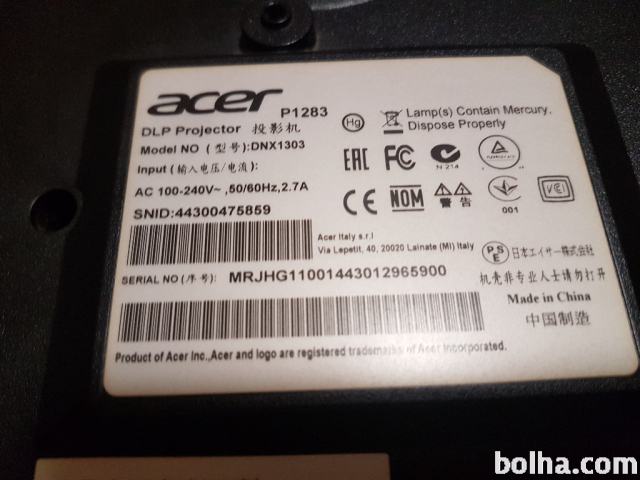 acer P1283
DLP Projector 投影机
Model NO (型号):DNX1303
Input (输入电压/电流):
AC 100-240V~ ,50/60Hz, 2.7A
SNID:44300475859
Hg
Lamp(s) Contain Mercury.
Dispose Properly
EAC FC N 214
CE NOM 警告 001 VCI
Acer Italy s.r.l
Via Lepetit, 40, 20020 Lainate (MI) Italy
PSE 日本エイサー株式会社
SERIAL NO (序号): MRJHG11001443012965900
机壳非专业人士请勿打开
Made in China
中国制造
Product of Acer Inc.,Acer and logo are registered trademarks of Acer Incorporated.
bolha.com